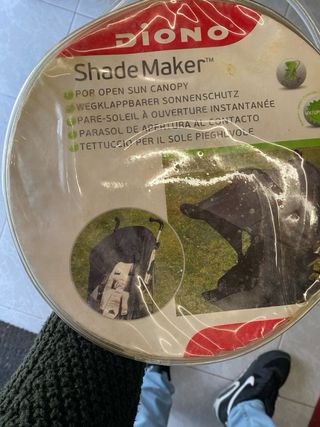 DIONO
Shade Maker™
POP OPEN SUN CANOPY
WEGKLAPPBARER SONNENSCHUTZ
PARE-SOLEIL À OUVERTURE INSTANTANÉE
PARASOL DE APERTURA AL CONTACTO
TETTUCCIO PER IL SOLE PIEGHEVOLE
DIONO